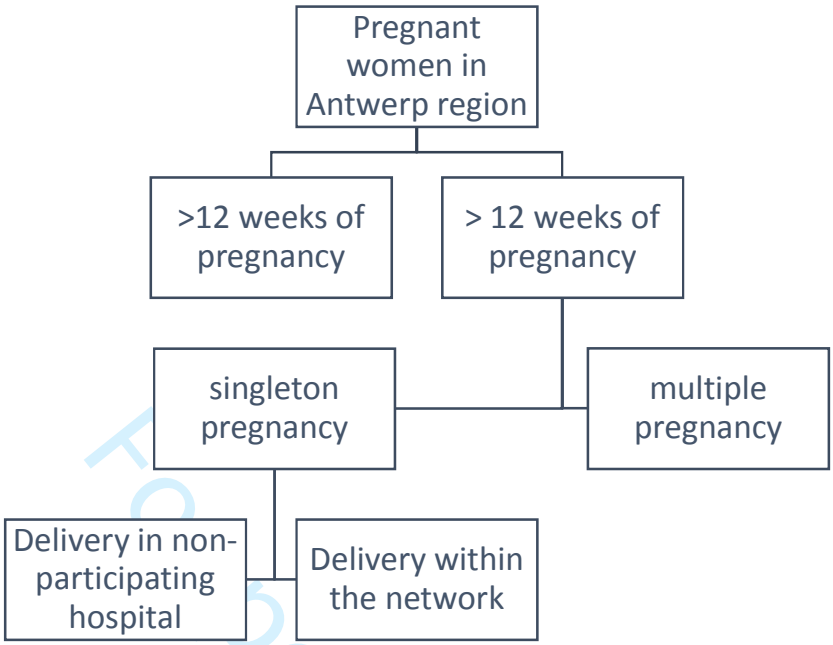 Pregnant
women in
Antwerp region
>12 weeks of
pregnancy
> 12 weeks of
pregnancy
singleton
pregnancy
multiple
pregnancy
Delivery in non-
participating
hospital
Delivery within
the network